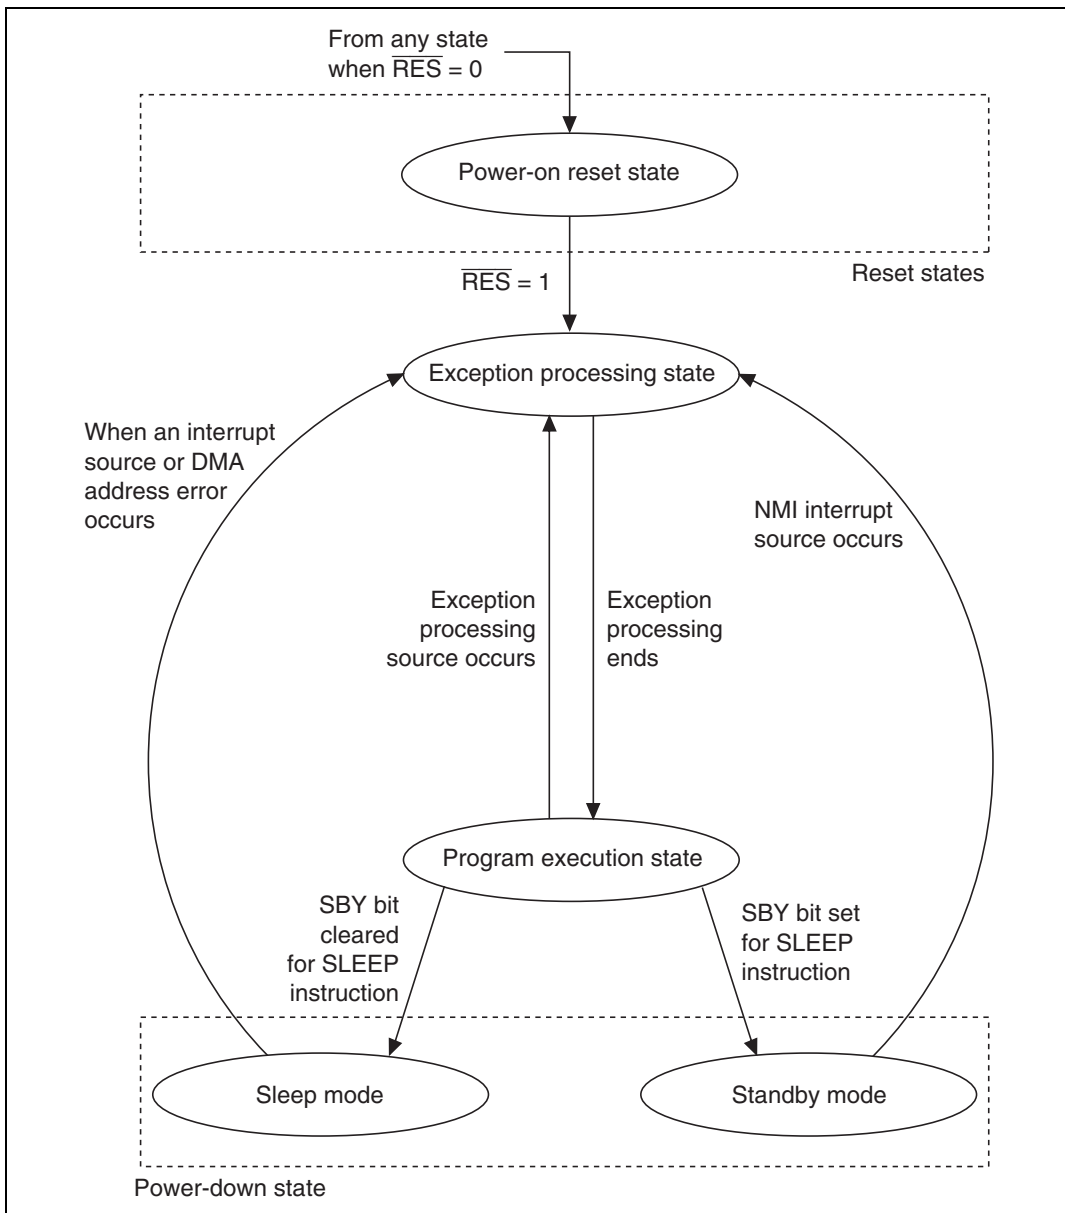 From any state
when R̅E̅S̅ = 0
Power-on reset state
Reset states
R̅E̅S̅ = 1
Exception processing state
When an interrupt
source or DMA
address error
occurs
NMI interrupt
source occurs
Exception
processing
source occurs
Exception
processing
ends
Program execution state
SBY bit
cleared
for SLEEP
instruction
SBY bit set
for SLEEP
instruction
Sleep mode
Standby mode
Power-down state